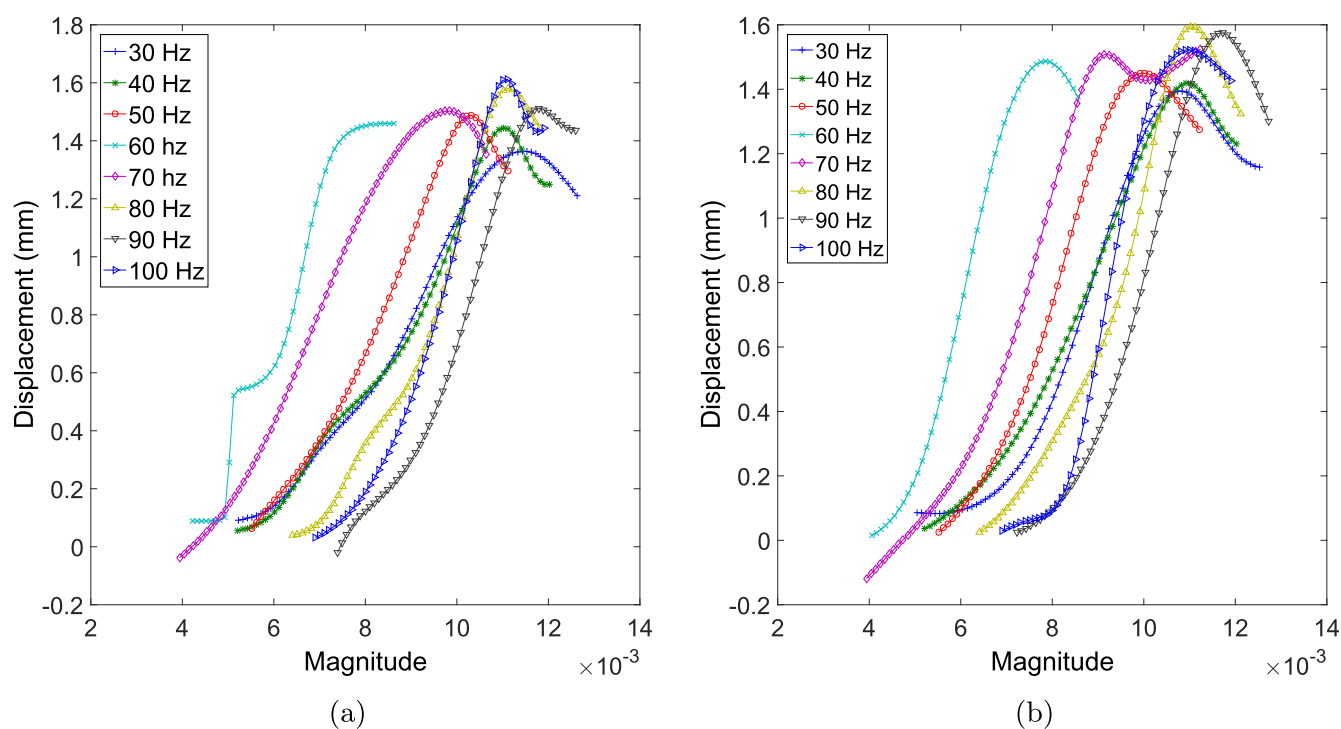 1.8
1.6
1.4
1.2
1
0.8
0.6
0.4
0.2
0
-0.2
Displacement (mm)
30 Hz
40 Hz
50 Hz
60 hz
70 hz
80 Hz
90 Hz
100 Hz
2 4 6 8 10 12 14
Magnitude
×10-3
(a)
1.6
1.4
1.2
1
0.8
0.6
0.4
0.2
0
-0.2
Displacement (mm)
30 Hz
40 Hz
50 Hz
60 Hz
70 Hz
80 Hz
90 Hz
100 Hz
2 4 6 8 10 12 14
Magnitude
×10-3
(b)